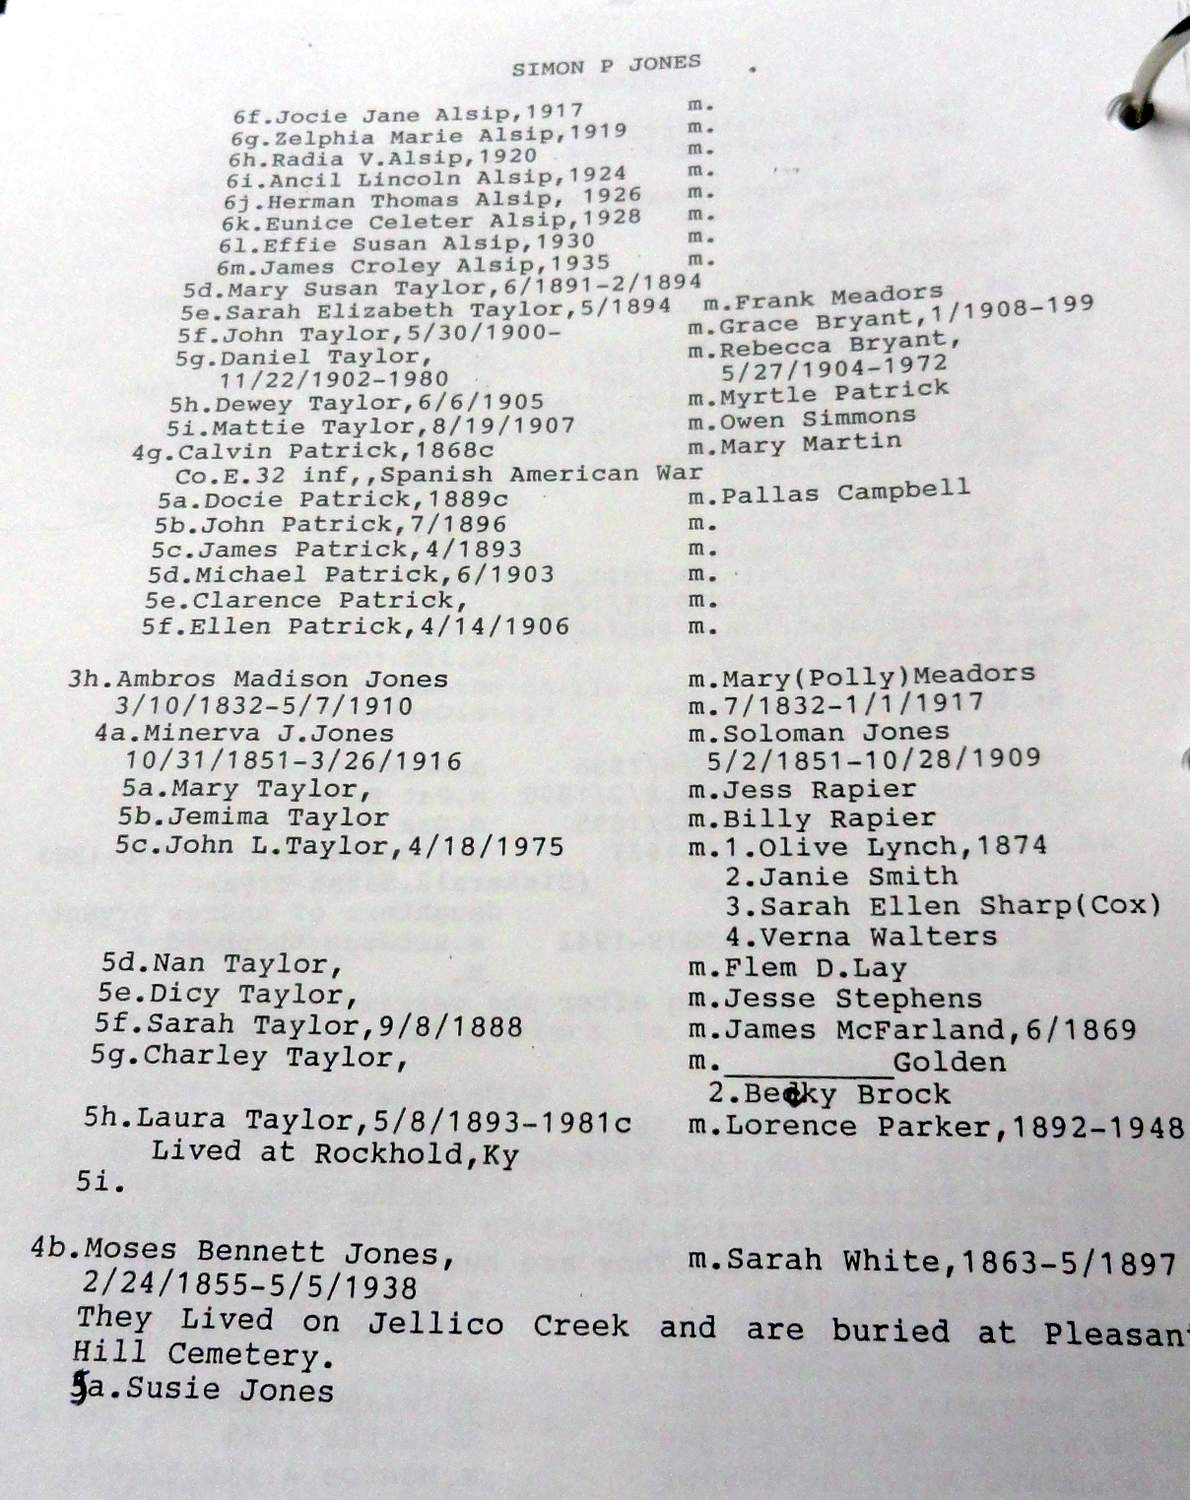 SIMON P JONES
6f.Jocie Jane Alsip,1917 m.
6g.Zelphia Marie Alsip,1919 m.
6h.Radia V.Alsip,1920 m.
6i.Ancil Lincoln Alsip,1924 m.
6j.Herman Thomas Alsip, 1926 m.
6k.Eunice Celeter Alsip,1928 m.
6l.Effie Susan Alsip,1930 m.
6m.James Croley Alsip,1935 m.
5d.Mary Susan Taylor,6/1891-2/1894
5e.Sarah Elizabeth Taylor,5/1894 m.Frank Meadors
5f.John Taylor,5/30/1900- m.Grace Bryant,1/1908-199
5g.Daniel Taylor, m.Rebecca Bryant,
11/22/1902-1980 5/27/1904-1972
5h.Dewey Taylor,6/6/1905 m.Myrtle Patrick
5i.Mattie Taylor,8/19/1907 m.Owen Simmons
4g.Calvin Patrick,1868c m.Mary Martin
Co.E.32 inf,,Spanish American War
5a.Docie Patrick,1889c m.Pallas Campbell
5b.John Patrick,7/1896 m.
5c.James Patrick,4/1893 m.
5d.Michael Patrick,6/1903 m.
5e.Clarence Patrick, m.
5f.Ellen Patrick,4/14/1906 m.
3h.Ambros Madison Jones m.Mary(Polly)Meadors
3/10/1832-5/7/1910 m.7/1832-1/1/1917
4a.Minerva J.Jones m.Soloman Jones
10/31/1851-3/26/1916 5/2/1851-10/28/1909
5a.Mary Taylor, m.Jess Rapier
5b.Jemima Taylor m.Billy Rapier
5c.John L.Taylor,4/18/1975 m.1.Olive Lynch,1874
2.Janie Smith
3.Sarah Ellen Sharp(Cox)
4.Verna Walters
5d.Nan Taylor, m.Flem D.Lay
5e.Dicy Taylor, m.Jesse Stephens
5f.Sarah Taylor,9/8/1888 m.James McFarland,6/1869
5g.Charley Taylor, m.__________Golden
2.Becky Brock
5h.Laura Taylor,5/8/1893-1981c m.Lorence Parker,1892-1948
Lived at Rockhold,Ky
5i.
4b.Moses Bennett Jones, m.Sarah White,1863-5/1897
2/24/1855-5/5/1938
They Lived on Jellico Creek and are buried at Pleasant
Hill Cemetery.
5a.Susie Jones